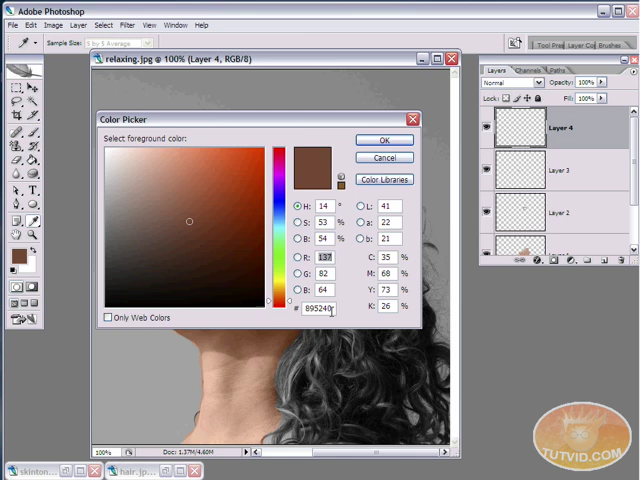 Adobe Photoshop
File Edit Image Layer Select Filter View Window Help
Sample Size: 5 by 5 Average
Tool Pres Layer Co Brushes
relaxing.jpg @ 100% (Layer 4, RGB/8)
Color Picker
Select foreground color:
OK
Cancel
Color Libraries
H: 14 ° L: 41
S: 53 % a: 22
B: 54 % b: 21
R: 137 C: 35 %
G: 82 M: 68 %
B: 64 Y: 73 %
# 895240 K: 26 %
Only Web Colors
Layers Channels Paths
Normal Opacity: 100%
Lock: Fill: 100%
Layer 4
Layer 3
Layer 2
100% Doc: 1.37M/4.60M
skinton... hair.jp...
TUTVID.COM